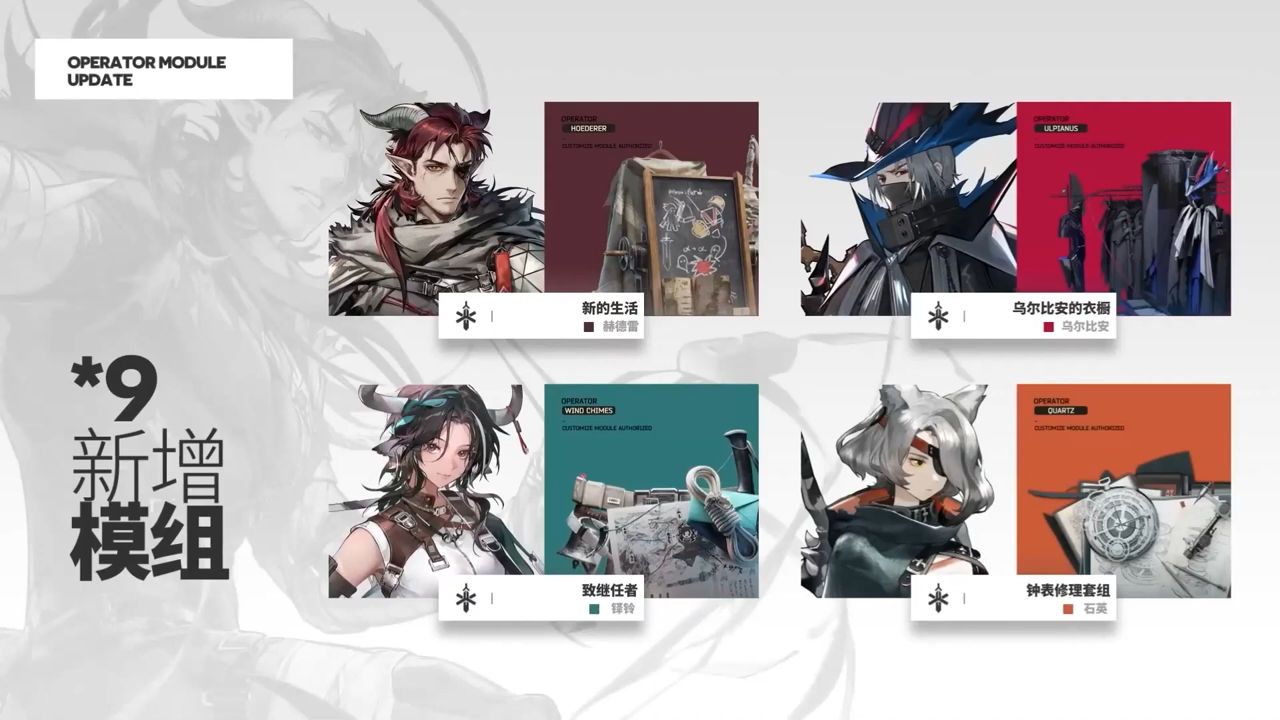 OPERATOR MODULE
UPDATE
OPERATOR
HOEDERER
CUSTOMIZE MODULE AUTHORIZED
新的生活
赫德雷
OPERATOR
ULPIANUS
CUSTOMIZE MODULE AUTHORIZED
乌尔比安的衣橱
乌尔比安
*9
新增
模组
OPERATOR
WIND CHIMES
CUSTOMIZE MODULE AUTHORIZED
致继任者
铎铃
OPERATOR
QUARTZ
CUSTOMIZE MODULE AUTHORIZED
钟表修理套组
石英